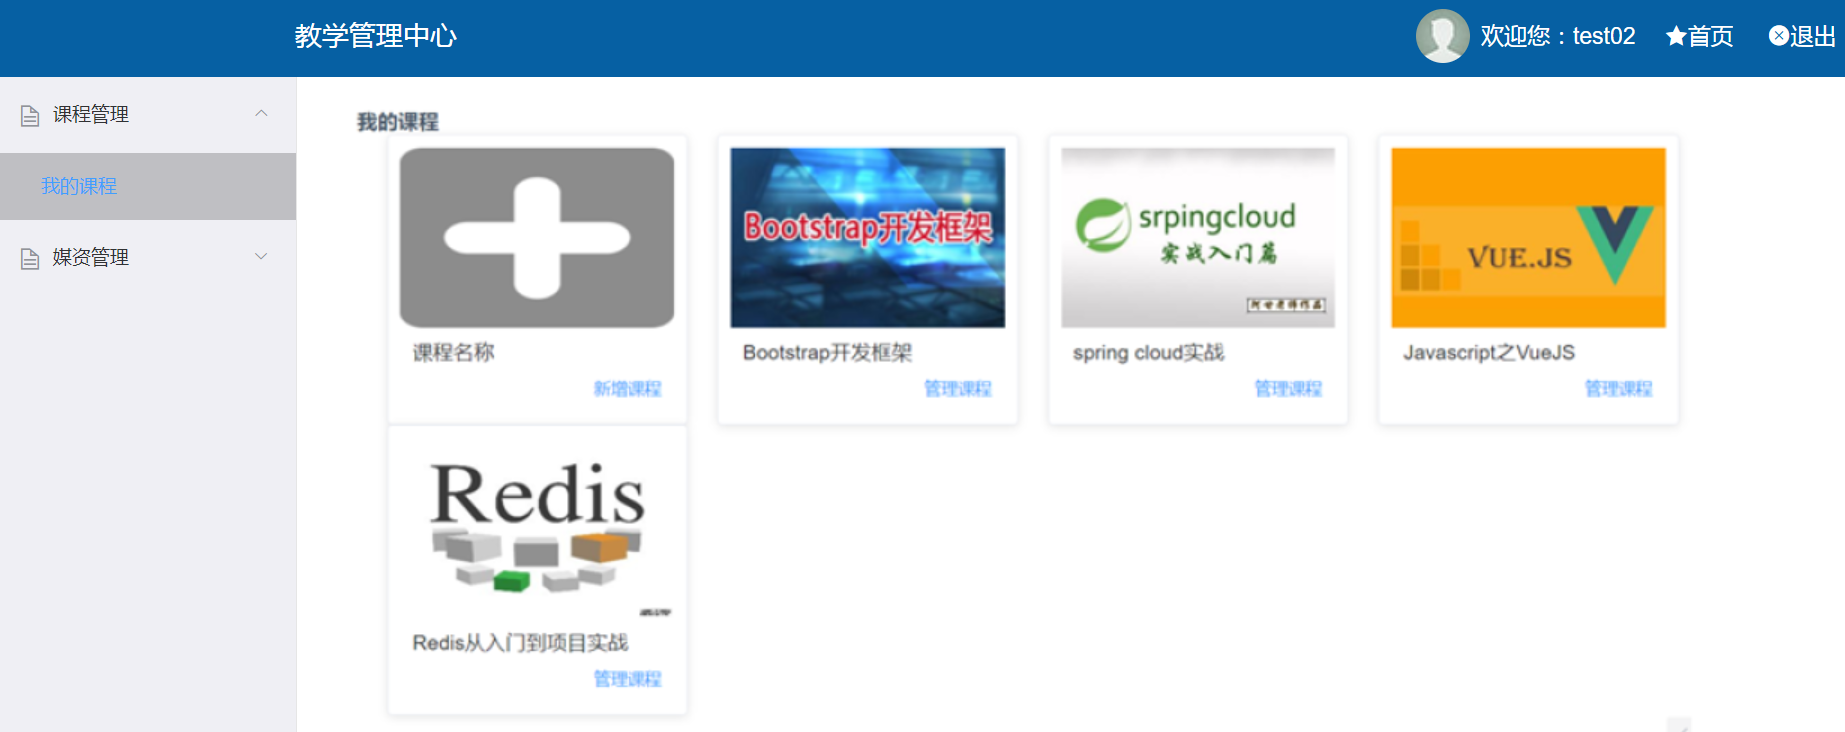 教学管理中心
欢迎您：test02
首页
退出
课程管理
我的课程
媒资管理
我的课程
课程名称
新增课程
Bootstrap开发框架
Bootstrap开发框架
管理课程
srpingcloud
实战入门篇
spring cloud实战
管理课程
VUE.JS
Javascript之VueJS
管理课程
Redis
Redis从入门到项目实战
管理课程